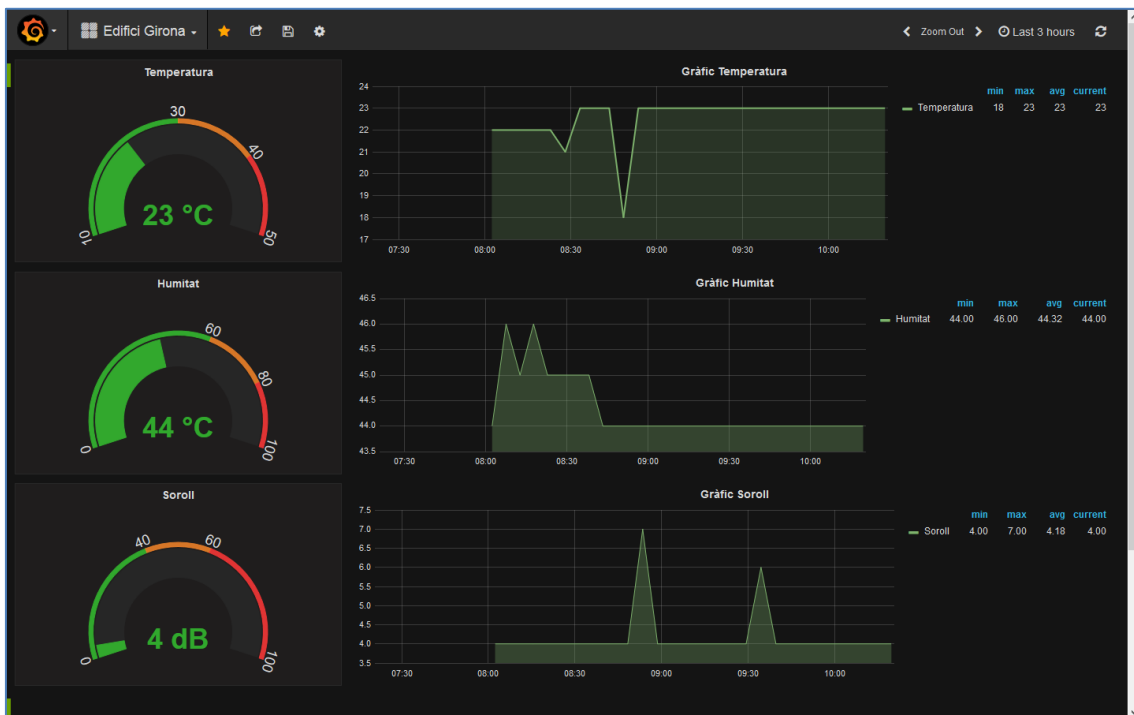 Edifici Girona
Zoom Out Last 3 hours
Temperatura
30
40
10
50
23 °C
Gràfic Temperatura
24
23
22
21
20
19
18
17
07:30 08:00 08:30 09:00 09:30 10:00
min max avg current
Temperatura 18 23 23 23
Humitat
60
80
0
100
44 °C
Gràfic Humitat
46.5
46.0
45.5
45.0
44.5
44.0
43.5
07:30 08:00 08:30 09:00 09:30 10:00
min max avg current
Humitat 44.00 46.00 44.32 44.00
Soroll
40
60
0
100
4 dB
Gràfic Soroll
7.5
7.0
6.5
6.0
5.5
5.0
4.5
4.0
3.5
07:30 08:00 08:30 09:00 09:30 10:00
min max avg current
Soroll 4.00 7.00 4.18 4.00